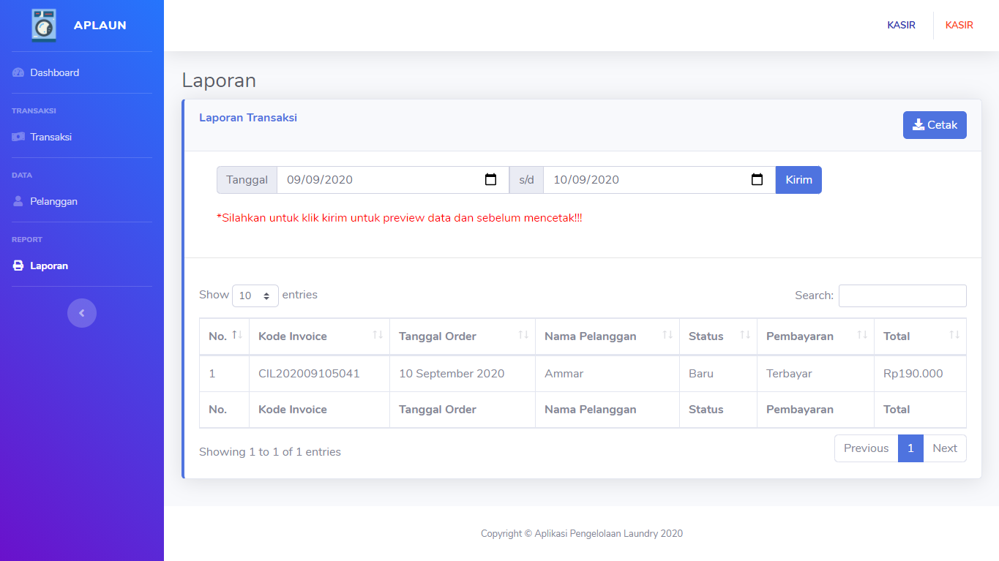 APLAUN
KASIR KASIR
Dashboard
TRANSAKSI
Transaksi
DATA
Pelanggan
REPORT
Laporan
Laporan
Laporan Transaksi
Cetak
Tanggal 09/09/2020 s/d 10/09/2020 Kirim
*Silahkan untuk klik kirim untuk preview data dan sebelum mencetak!!!
Show 10 entries Search:
No. Kode Invoice Tanggal Order Nama Pelanggan Status Pembayaran Total
1 CIL202009105041 10 September 2020 Ammar Baru Terbayar Rp190.000
No. Kode Invoice Tanggal Order Nama Pelanggan Status Pembayaran Total
Showing 1 to 1 of 1 entries Previous 1 Next
Copyright © Aplikasi Pengelolaan Laundry 2020